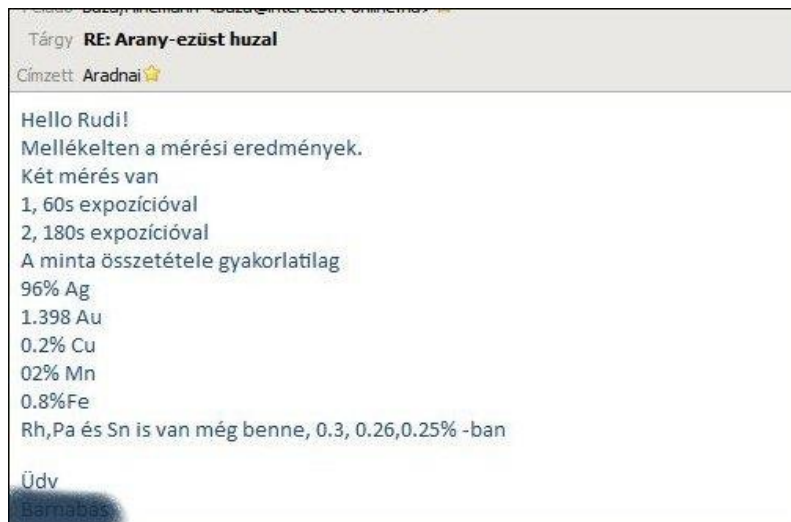 Tárgy RE: Arany-ezüst huzal
Címzett Aradnai
Hello Rudi!
Mellékelten a mérési eredmények.
Két mérés van
1, 60s expozícióval
2, 180s expozícióval
A minta összetétele gyakorlatilag
96% Ag
1.398 Au
0.2% Cu
02% Mn
0.8%Fe
Rh,Pa és Sn is van még benne, 0.3, 0.26,0.25% -ban
Üdv